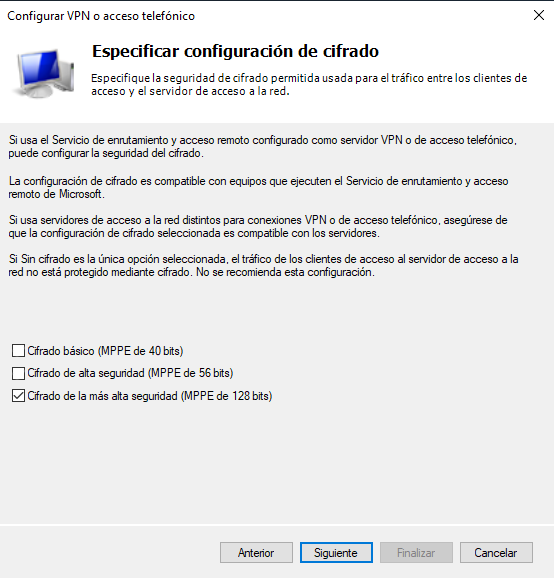 Configurar VPN o acceso telefónico
Especificar configuración de cifrado
Especifique la seguridad de cifrado permitida usada para el tráfico entre los clientes de
acceso y el servidor de acceso a la red.
Si usa el Servicio de enrutamiento y acceso remoto configurado como servidor VPN o de acceso telefónico,
puede configurar la seguridad del cifrado.
La configuración de cifrado es compatible con equipos que ejecuten el Servicio de enrutamiento y acceso
remoto de Microsoft.
Si usa servidores de acceso a la red distintos para conexiones VPN o de acceso telefónico, asegúrese de
que la configuración de cifrado seleccionada es compatible con los servidores.
Si Sin cifrado es la única opción seleccionada, el tráfico de los clientes de acceso al servidor de acceso a la
red no está protegido mediante cifrado. No se recomienda esta configuración.
Cifrado básico (MPPE de 40 bits)
Cifrado de alta seguridad (MPPE de 56 bits)
Cifrado de la más alta seguridad (MPPE de 128 bits)
Anterior
Siguiente
Finalizar
Cancelar